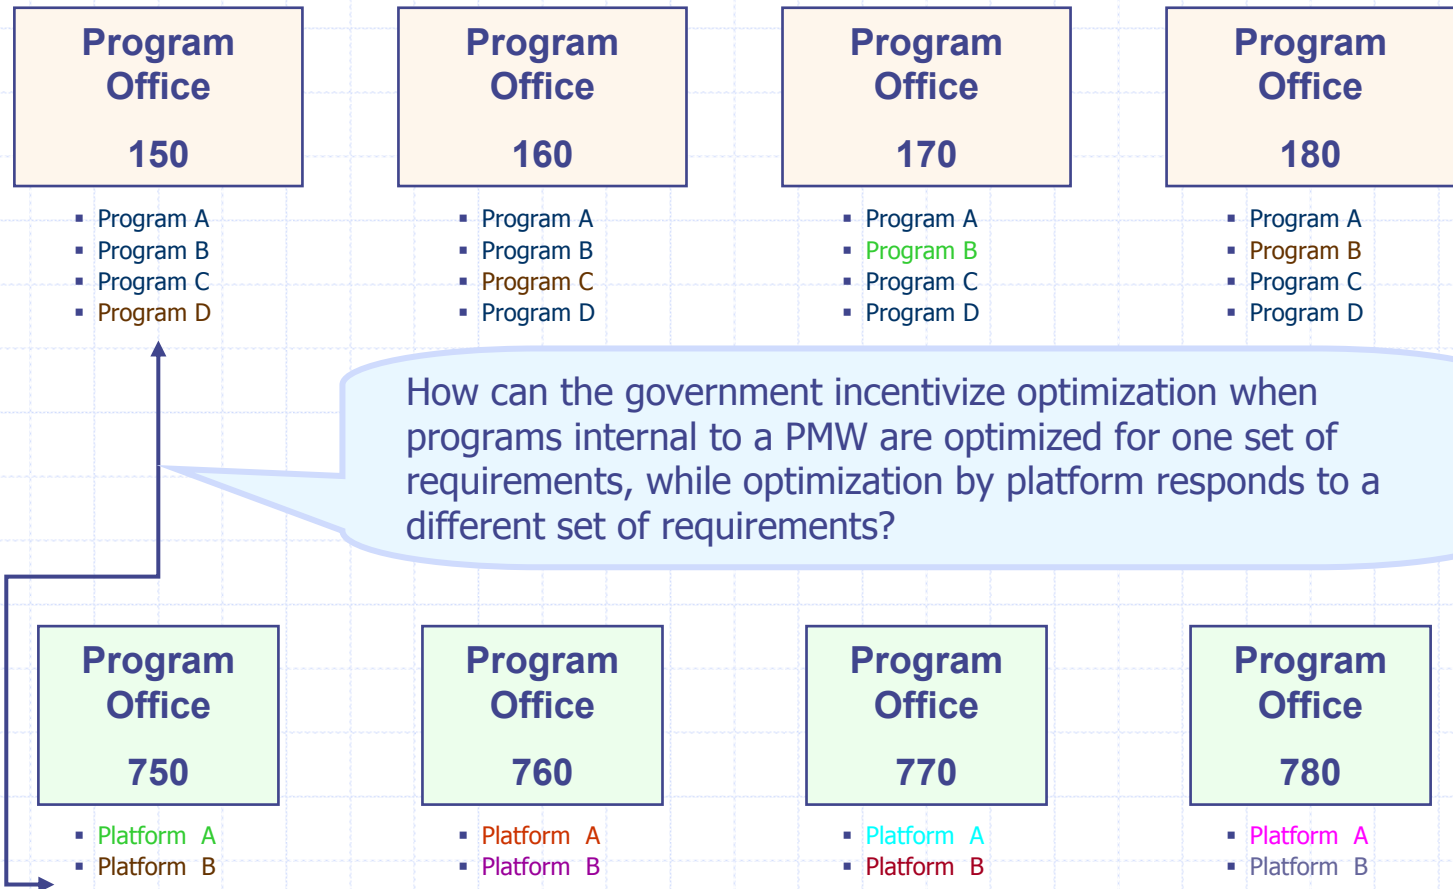 Program
Office
150
Program
Office
160
Program
Office
170
Program
Office
180
▪ Program A
▪ Program B
▪ Program C
▪ Program D
▪ Program A
▪ Program B
▪ Program C
▪ Program D
▪ Program A
▪ Program B
▪ Program C
▪ Program D
▪ Program A
▪ Program B
▪ Program C
▪ Program D
How can the government incentivize optimization when
programs internal to a PMW are optimized for one set of
requirements, while optimization by platform responds to a
different set of requirements?
Program
Office
750
Program
Office
760
Program
Office
770
Program
Office
780
▪ Platform A
▪ Platform B
▪ Platform A
▪ Platform B
▪ Platform A
▪ Platform B
▪ Platform A
▪ Platform B